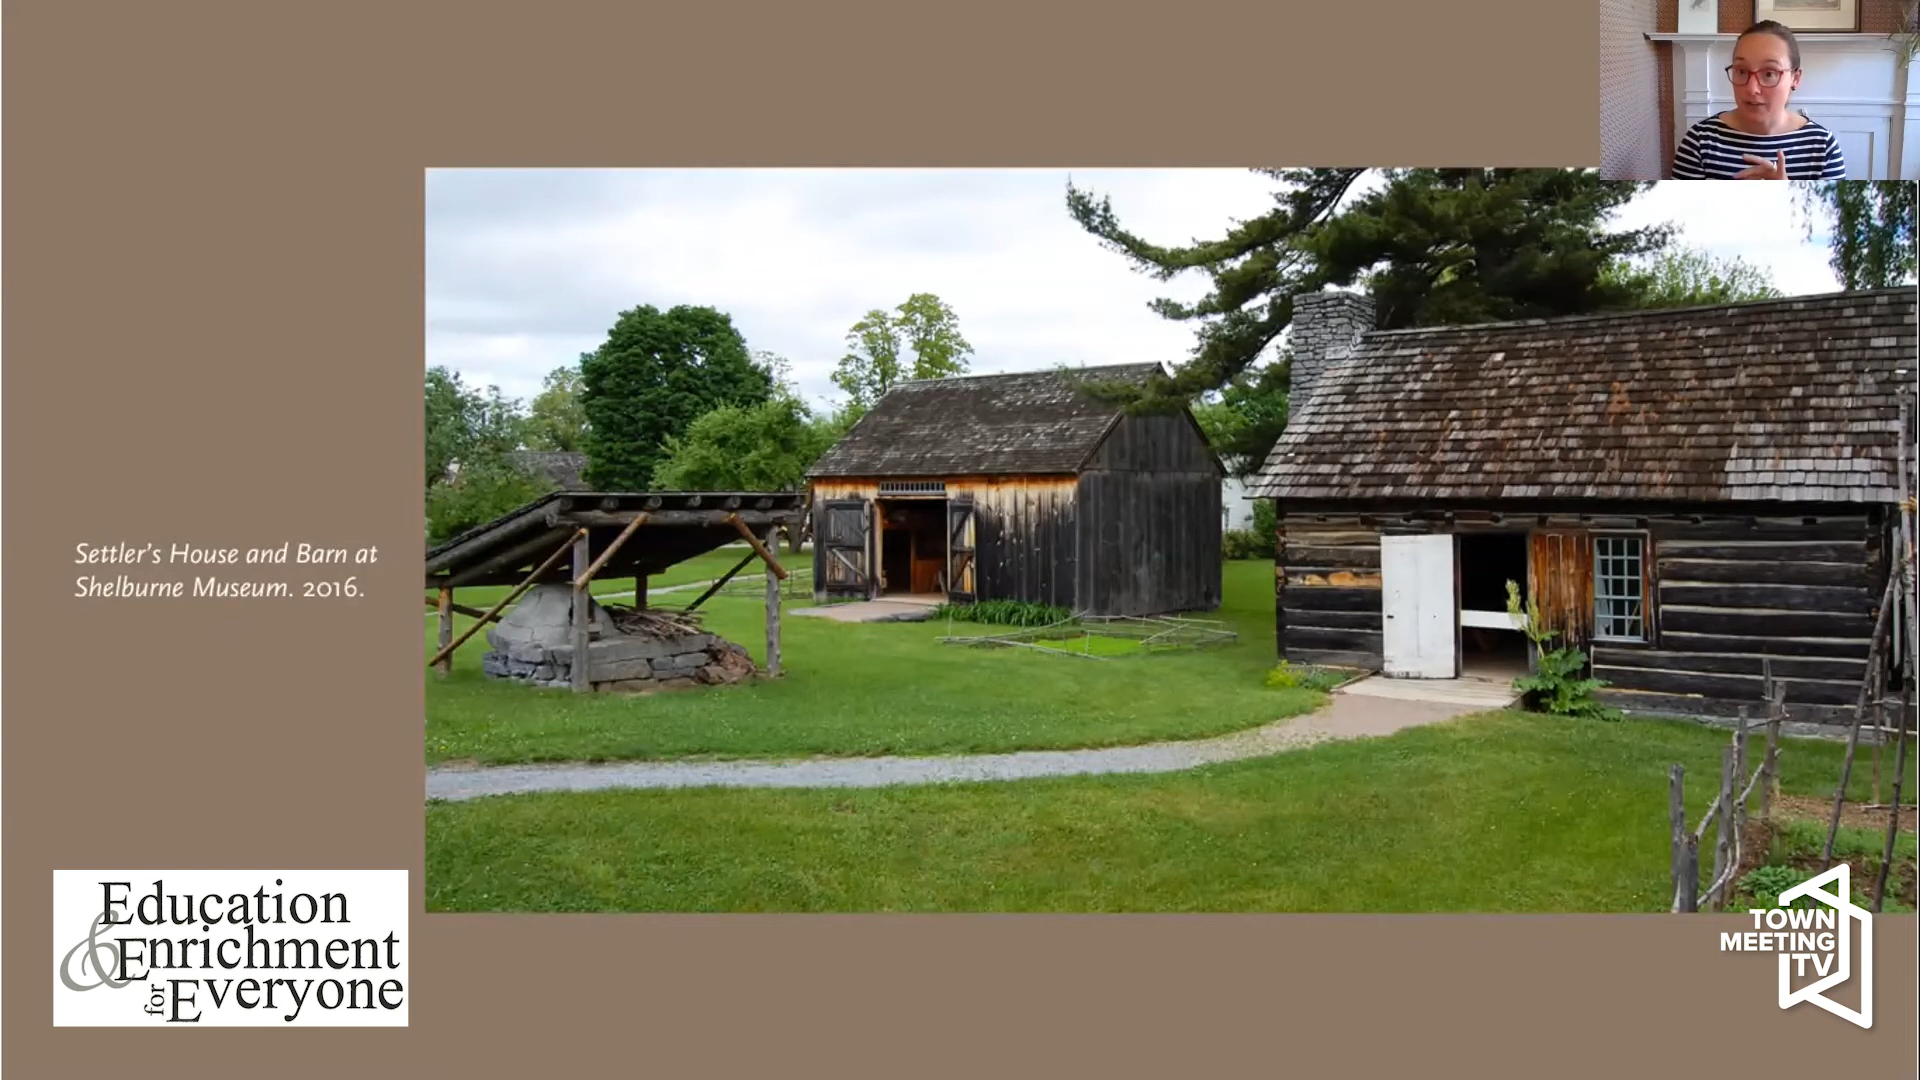 Settler's House and Barn at
Shelburne Museum. 2016.
Education
& Enrichment
for Everyone
TOWN
MEETING
TV